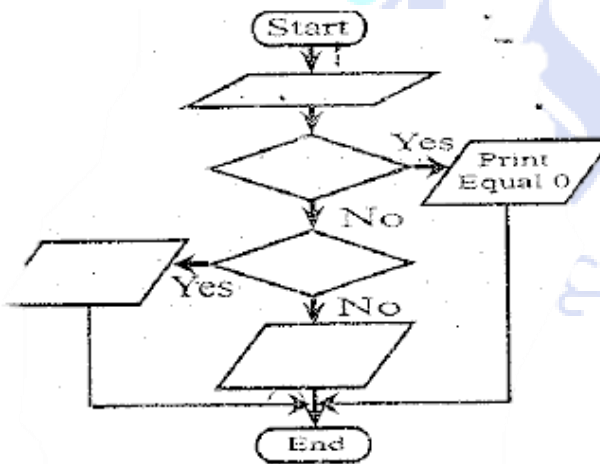 Start
Yes
Print
Equal 0
No
Yes
No
End